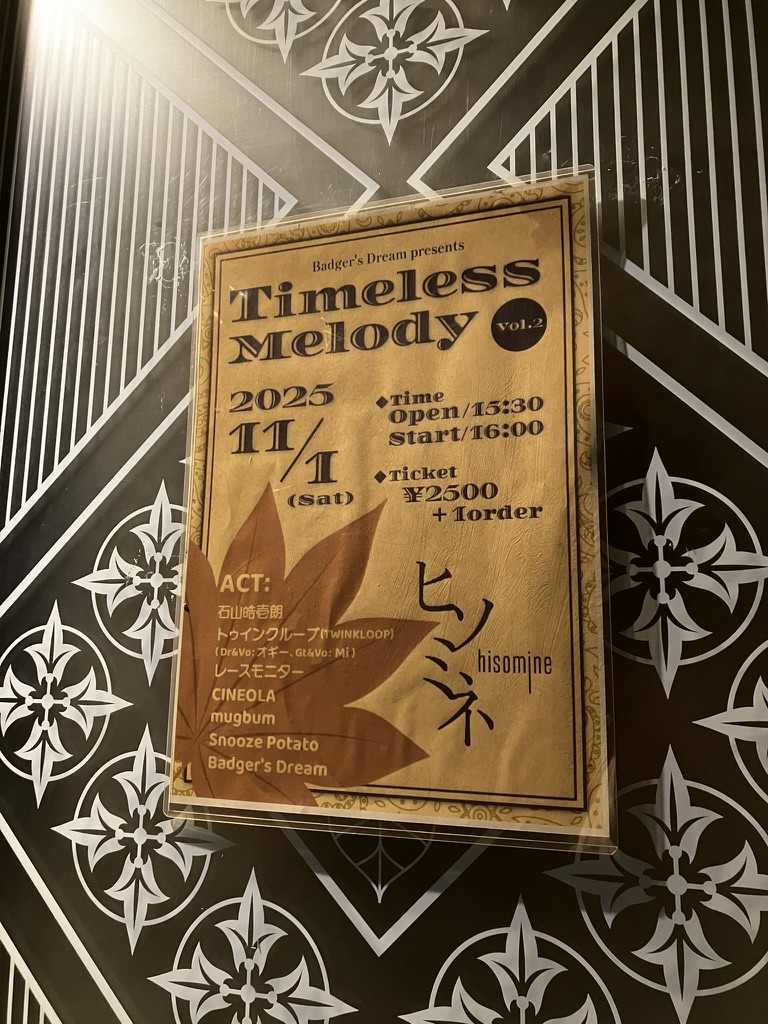 Badger's Dream presents
Timeless
Melody
vol.2
2025
11/1
(Sat)
◆Time
Open/15:30
Start/16:00
◆Ticket
¥2500
+1order
ACT:
石山皓壱朗
トゥインクループ(TWINKLOOP)
(Dr&Vo: オギー、Gt&Vo: Mi)
レースモニター
CINEOLA
mugbum
Snooze Potato
Badger's Dream
ヒソミネ
hisomine